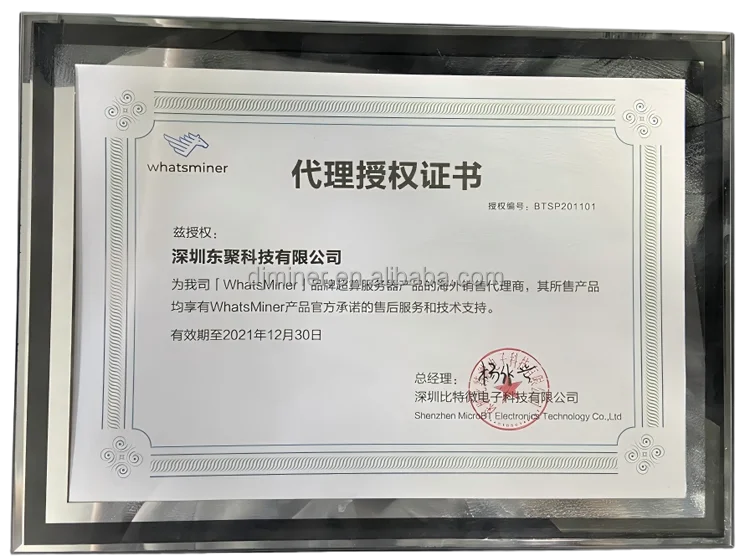 whatsminer
代理授权证书
授权编号：BTSP201101
兹授权：
深圳东聚科技有限公司
为我司「WhatsMiner」品牌超算服务器产品的海外销售代理商，其所售产品
均享有WhatsMiner产品官方承诺的售后服务和技术支持。
diminer.en.alibaba.com
有效期至2021年12月30日
总经理：
深圳比特微电子科技有限公司
Shenzhen MicroBT Electronics Technology Co.,Ltd